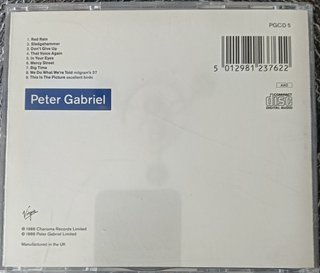 PGCD 5
1. Red Rain
2. Sledgehammer
3. Don't Give Up
4. That Voice Again
5. In Your Eyes
6. Mercy Street
7. Big Time
8. We Do What We're Told milgram's 37
9. This Is The Picture excellent birds
5 012981 237622
AAD
Peter Gabriel
COMPACT
disc
DIGITAL AUDIO
Virgin
℗ 1986 Charisma Records Limited
© 1986 Peter Gabriel Limited
Manufactured in the UK